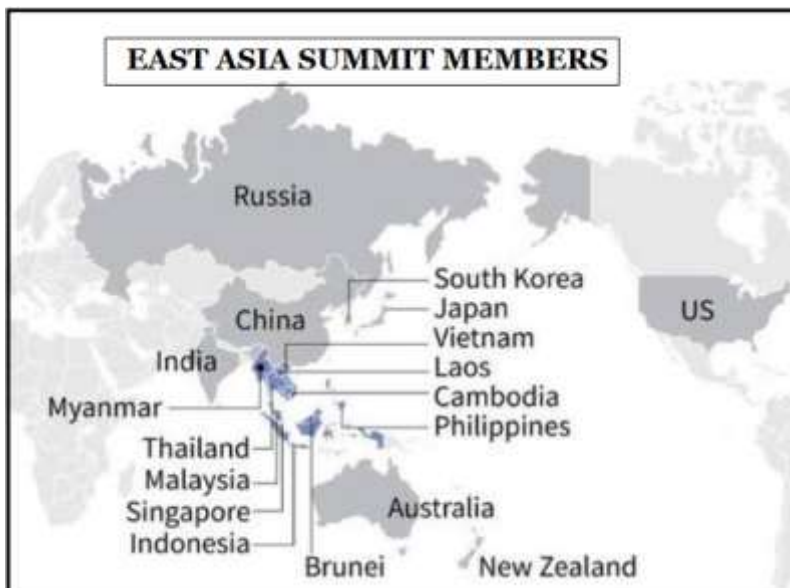 EAST ASIA SUMMIT MEMBERS
Russia
South Korea
Japan
China
US
Vietnam
India
Laos
Cambodia
Myanmar
Philippines
Thailand
Malaysia
Singapore
Australia
Indonesia
Brunei
New Zealand